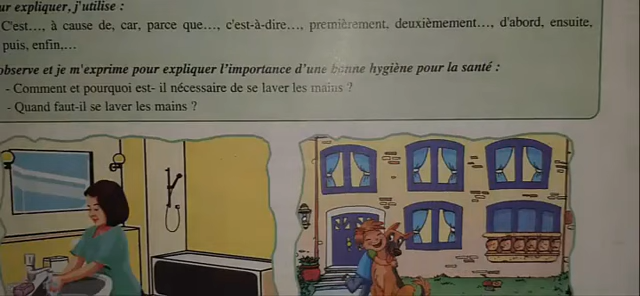 ur expliquer, j'utilise :
C'est..., à cause de, car, parce que..., c'est-à-dire..., premièrement, deuxièmement..., d'abord, ensuite,
puis, enfin,...
observe et je m'exprime pour expliquer l'importance d'une bonne hygiène pour la santé :
- Comment et pourquoi est- il nécessaire de se laver les mains ?
- Quand faut-il se laver les mains ?